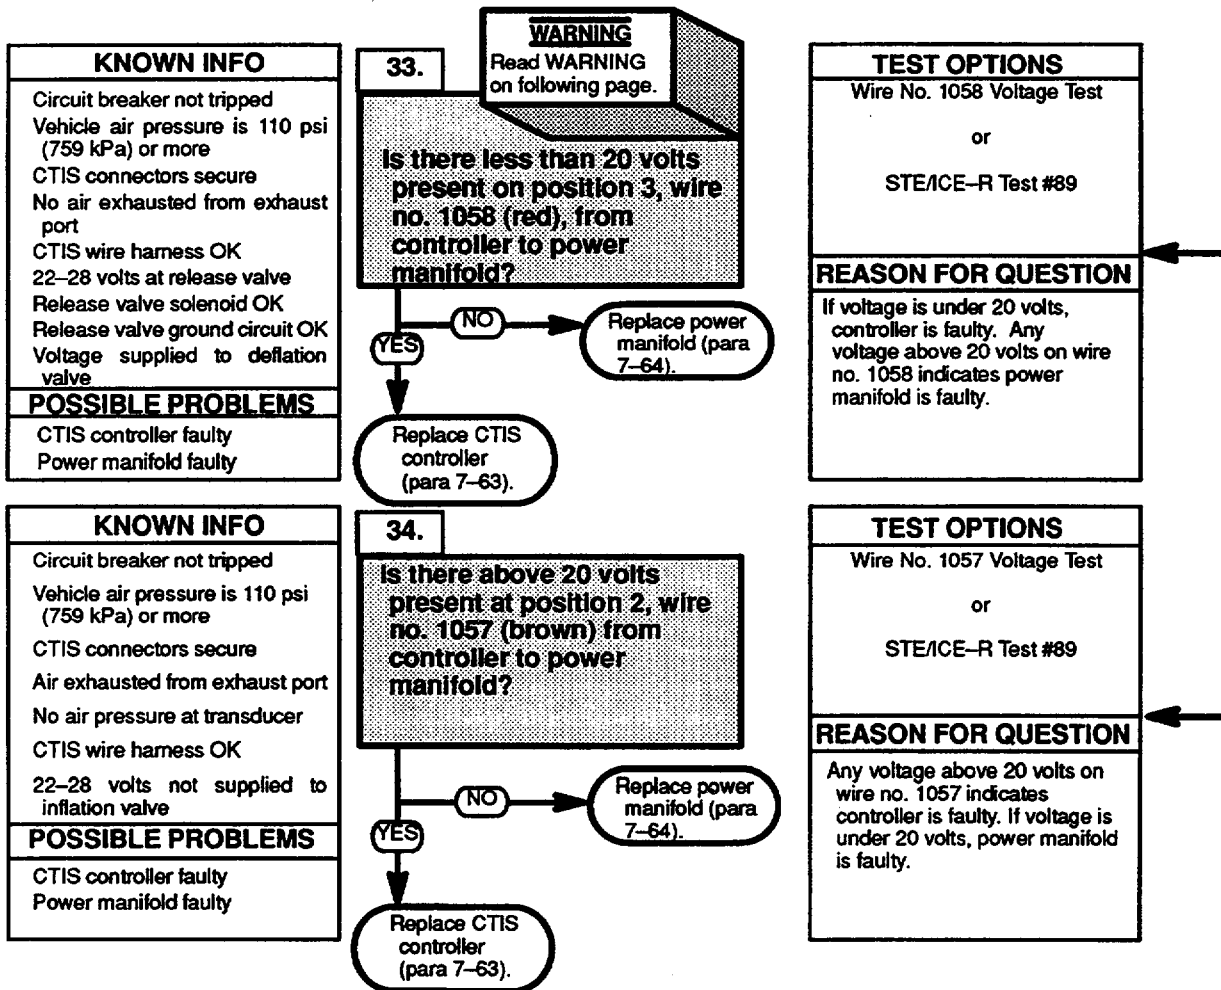 KNOWN INFO
Circuit breaker not tripped
Vehicle air pressure is 110 psi
(759 kPa) or more
CTIS connectors secure
No air exhausted from exhaust
port
CTIS wire harness OK
22–28 volts at release valve
Release valve solenoid OK
Release valve ground circuit OK
Voltage supplied to deflation
valve
POSSIBLE PROBLEMS
CTIS controller faulty
Power manifold faulty
33.
WARNING
Read WARNING
on following page.
Is there less than 20 volts
present on position 3, wire
no. 1058 (red), from
controller to power
manifold?
NO
YES
Replace power
manifold (para
7–64).
Replace CTIS
controller
(para 7–63).
TEST OPTIONS
Wire No. 1058 Voltage Test
or
STE/ICE–R Test #89
REASON FOR QUESTION
If voltage is under 20 volts,
controller is faulty. Any
voltage above 20 volts on wire
no. 1058 indicates power
manifold is faulty.
KNOWN INFO
Circuit breaker not tripped
Vehicle air pressure is 110 psi
(759 kPa) or more
CTIS connectors secure
Air exhausted from exhaust port
No air pressure at transducer
CTIS wire harness OK
22–28 volts not supplied to
inflation valve
POSSIBLE PROBLEMS
CTIS controller faulty
Power manifold faulty
34.
Is there above 20 volts
present at position 2, wire
no. 1057 (brown) from
controller to power
manifold?
NO
YES
Replace power
manifold (para
7–64).
Replace CTIS
controller
(para 7–63).
TEST OPTIONS
Wire No. 1057 Voltage Test
or
STE/ICE–R Test #89
REASON FOR QUESTION
Any voltage above 20 volts on
wire no. 1057 indicates
controller is faulty. If voltage is
under 20 volts, power manifold
is faulty.